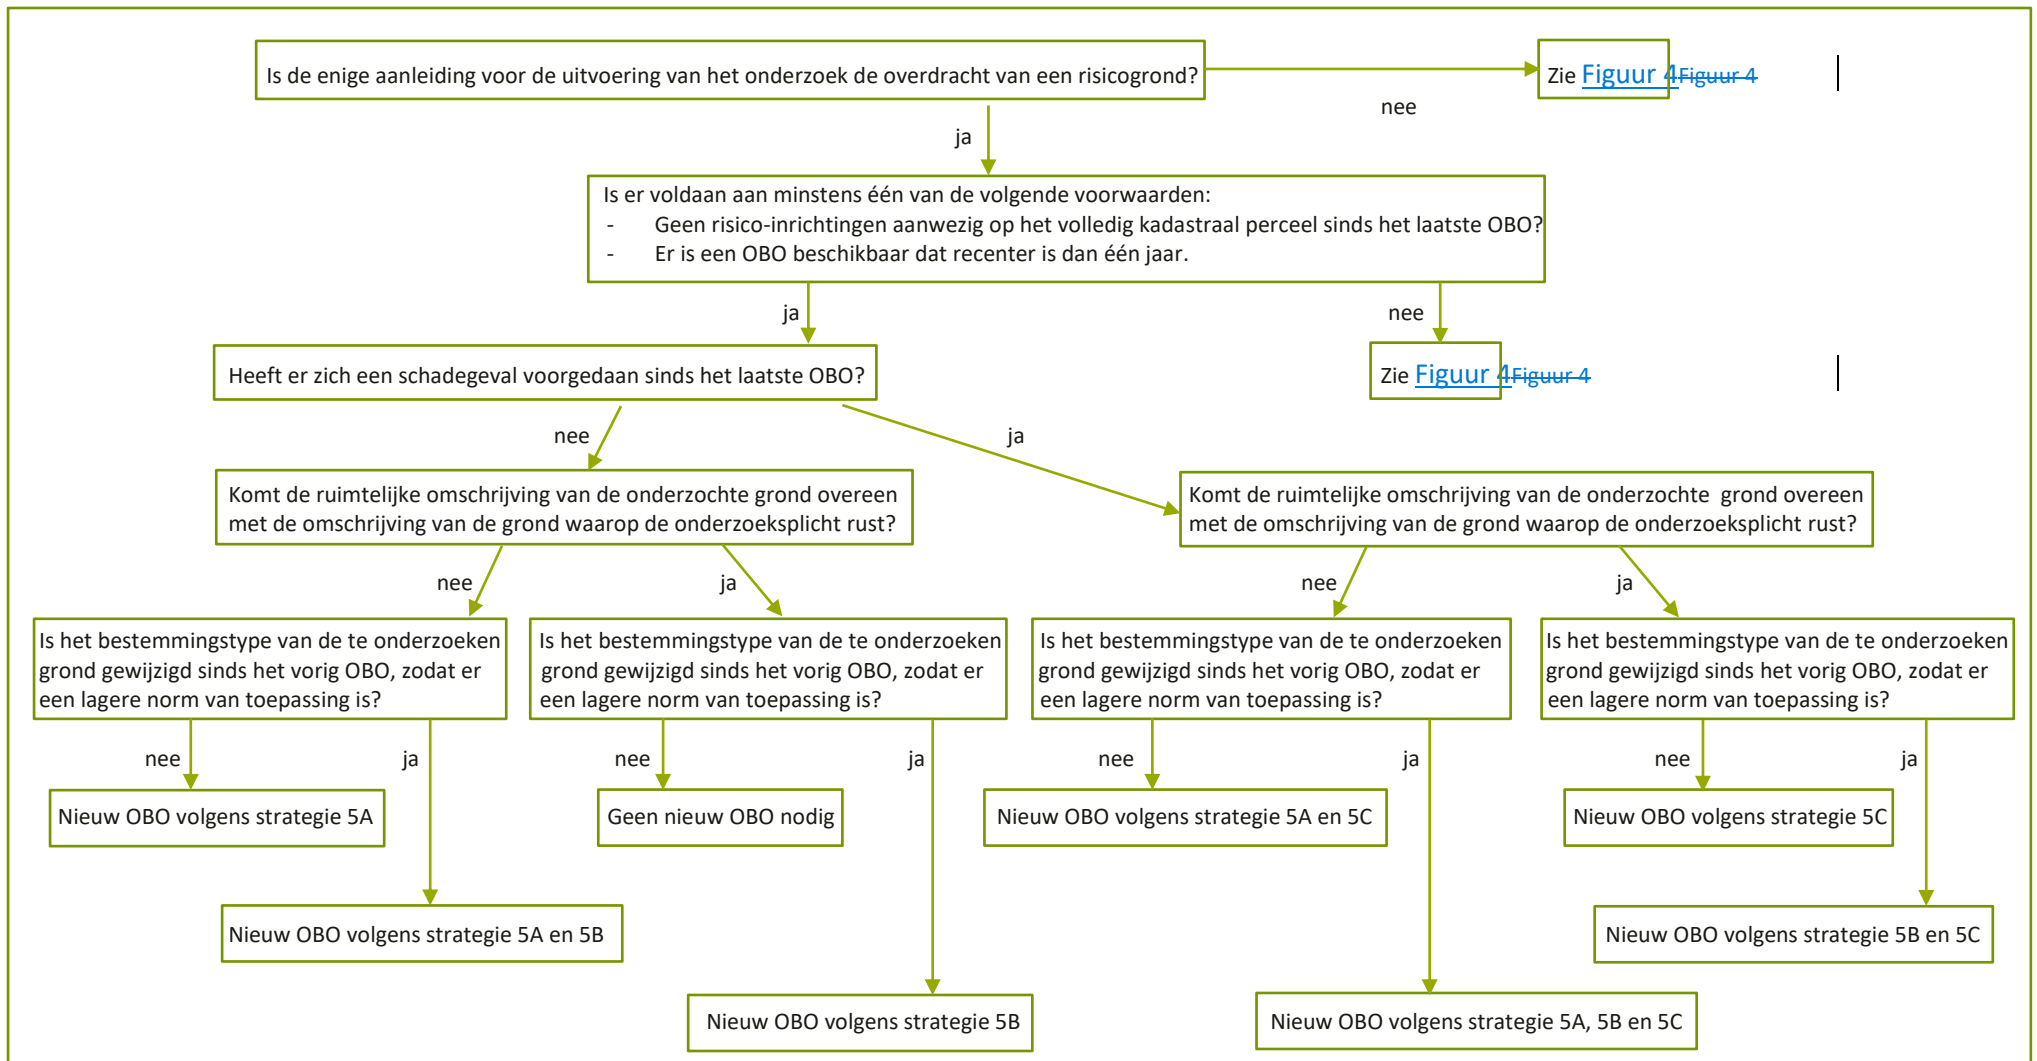 Is de enige aanleiding voor de uitvoering van het onderzoek de overdracht van een risicogrond?
Zie Figuur 4Figuur 4
nee
ja
Is er voldaan aan minstens één van de volgende voorwaarden:
- Geen risico-inrichtingen aanwezig op het volledig kadastraal perceel sinds het laatste OBO?
- Er is een OBO beschikbaar dat recenter is dan één jaar.
ja
nee
Heeft er zich een schadegeval voorgedaan sinds het laatste OBO?
Zie Figuur 4Figuur 4
nee
ja
Komt de ruimtelijke omschrijving van de onderzochte grond overeen
met de omschrijving van de grond waarop de onderzoeksplicht rust?
Komt de ruimtelijke omschrijving van de onderzochte grond overeen
met de omschrijving van de grond waarop de onderzoeksplicht rust?
nee
ja
nee
ja
Is het bestemmingstype van de te onderzoeken
grond gewijzigd sinds het vorig OBO, zodat er
een lagere norm van toepassing is?
Is het bestemmingstype van de te onderzoeken
grond gewijzigd sinds het vorig OBO, zodat er
een lagere norm van toepassing is?
Is het bestemmingstype van de te onderzoeken
grond gewijzigd sinds het vorig OBO, zodat er
een lagere norm van toepassing is?
Is het bestemmingstype van de te onderzoeken
grond gewijzigd sinds het vorig OBO, zodat er
een lagere norm van toepassing is?
nee
ja
nee
ja
nee
ja
nee
ja
Nieuw OBO volgens strategie 5A
Geen nieuw OBO nodig
Nieuw OBO volgens strategie 5A en 5C
Nieuw OBO volgens strategie 5C
Nieuw OBO volgens strategie 5A en 5B
Nieuw OBO volgens strategie 5B en 5C
Nieuw OBO volgens strategie 5B
Nieuw OBO volgens strategie 5A, 5B en 5C